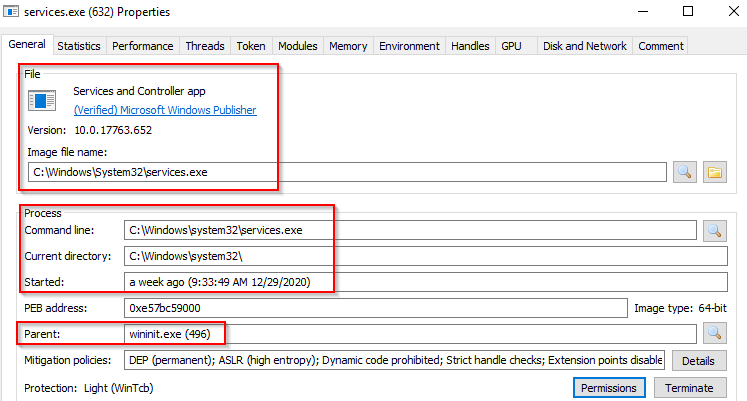 services.exe (632) Properties
General Statistics Performance Threads Token Modules Memory Environment Handles GPU Disk and Network Comment
File
Services and Controller app
(Verified) Microsoft Windows Publisher
Version: 10.0.17763.652
Image file name:
C:\Windows\System32\services.exe
Process
Command line: C:\Windows\system32\services.exe
Current directory: C:\Windows\system32\
Started: a week ago (9:33:49 AM 12/29/2020)
PEB address: 0xe57bc59000 Image type: 64-bit
Parent: wininit.exe (496)
Mitigation policies: DEP (permanent); ASLR (high entropy); Dynamic code prohibited; Strict handle checks; Extension points disable Details
Protection: Light (WinTcb) Permissions Terminate